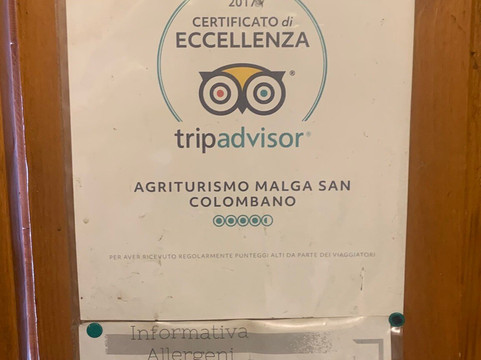 2017
CERTIFICATO di
ECCELLENZA
tripadvisor®
AGRITURISMO MALGA SAN
COLOMBANO
PER AVER RICEVUTO REGOLARMENTE PUNTEGGI ALTI DA PARTE DEI VIAGGIATORI
Informativa
Allergeni